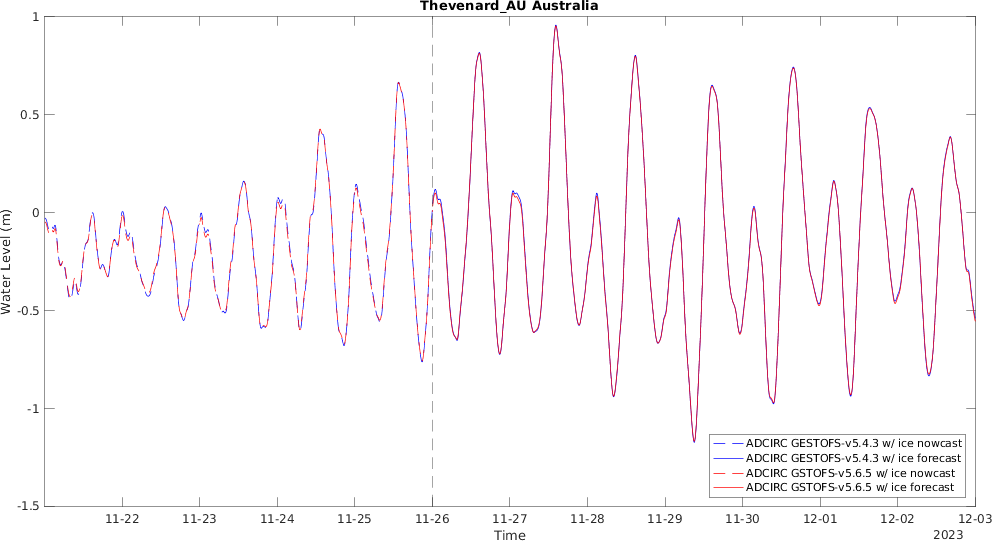 Thevenard_AU Australia
1
0.5
0
-0.5
-1
-1.5
Water Level (m)
11-22
11-23
11-24
11-25
11-26
11-27
11-28
11-29
11-30
12-01
12-02
12-03
Time
2023
ADCIRC GESTOFS-v5.4.3 w/ ice nowcast
ADCIRC GESTOFS-v5.4.3 w/ ice forecast
ADCIRC GSTOFS-v5.6.5 w/ ice nowcast
ADCIRC GSTOFS-v5.6.5 w/ ice forecast